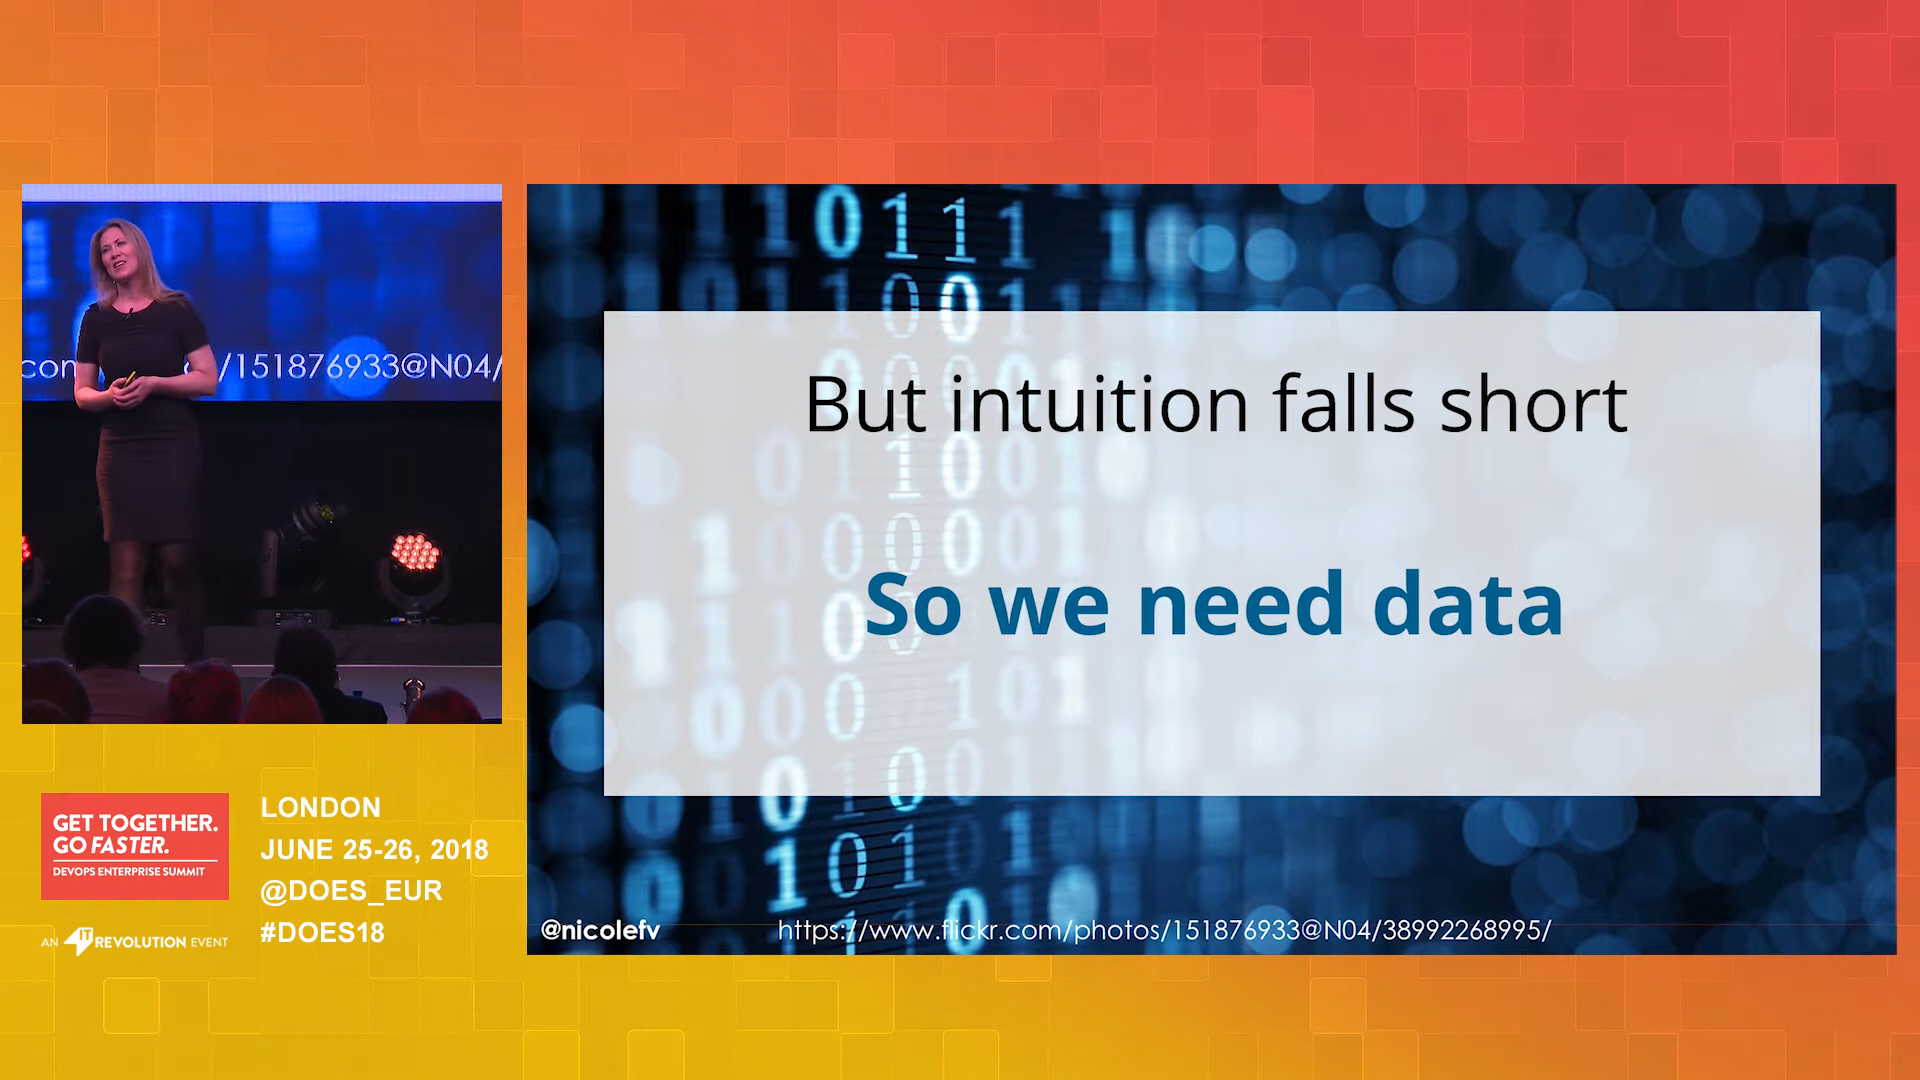 But intuition falls short
So we need data
@nicolefv
https://www.flickr.com/photos/151876933@N04/38992268995/
/151876933@N04/
GET TOGETHER.
GO FASTER.
DEVOPS ENTERPRISE SUMMIT
AN IT REVOLUTION EVENT
LONDON
JUNE 25-26, 2018
@DOES_EUR
#DOES18